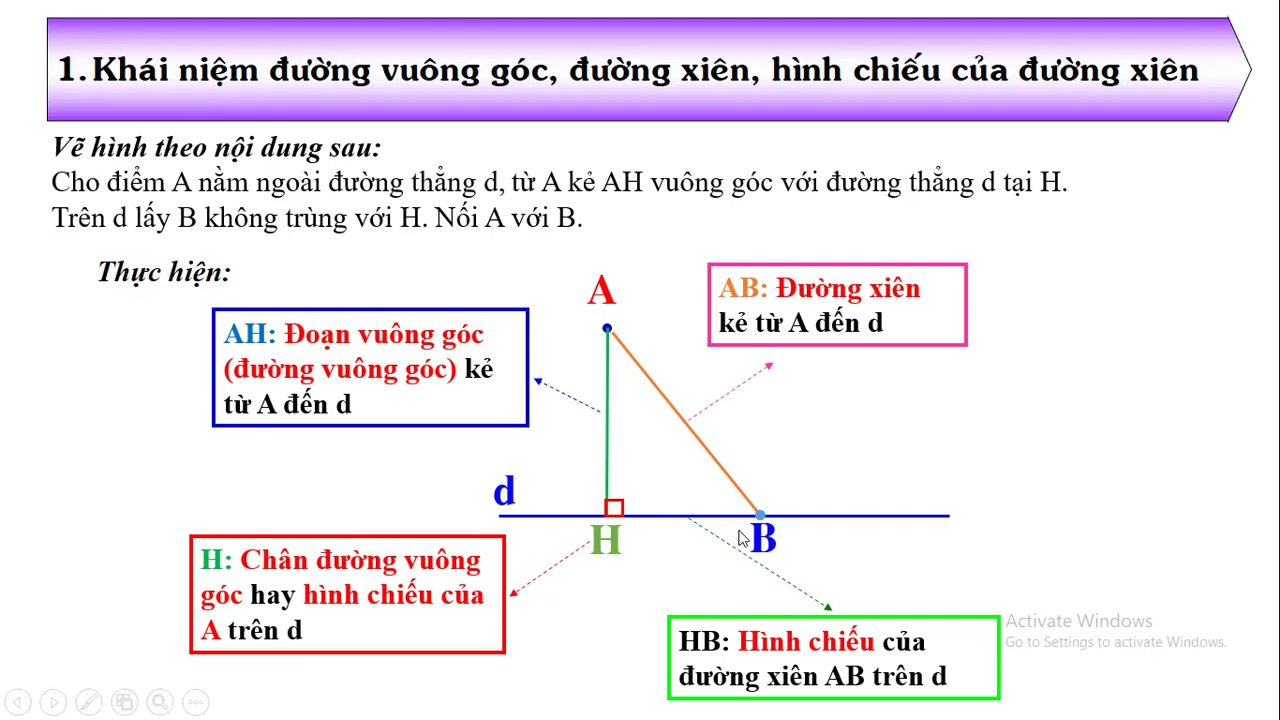 1. Khái niệm đường vuông góc, đường xiên, hình chiếu của đường xiên
Vẽ hình theo nội dung sau:
Cho điểm A nằm ngoài đường thẳng d, từ A kẻ AH vuông góc với đường thẳng d tại H.
Trên d lấy B không trùng với H. Nối A với B.
Thực hiện:
A
AB: Đường xiên
kẻ từ A đến d
AH: Đoạn vuông góc
(đường vuông góc) kẻ
từ A đến d
d
H
B
H: Chân đường vuông
góc hay hình chiếu của
A trên d
HB: Hình chiếu của
đường xiên AB trên d
Activate Windows
Go to Settings to activate Windows.